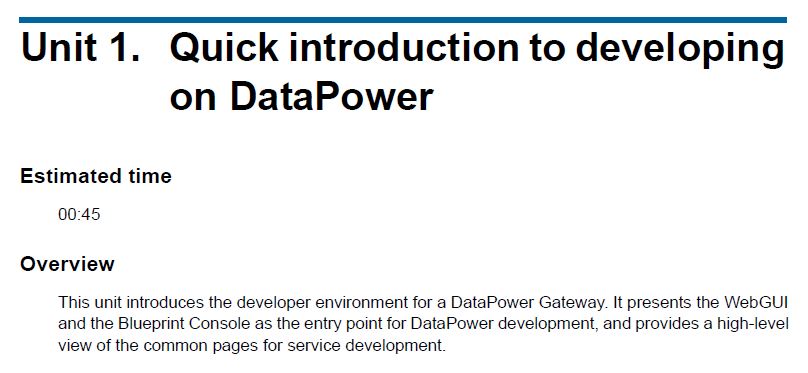 Unit 1. Quick introduction to developing
on DataPower
Estimated time
00:45
Overview
This unit introduces the developer environment for a DataPower Gateway. It presents the WebGUI
and the Blueprint Console as the entry point for DataPower development, and provides a high-level
view of the common pages for service development.